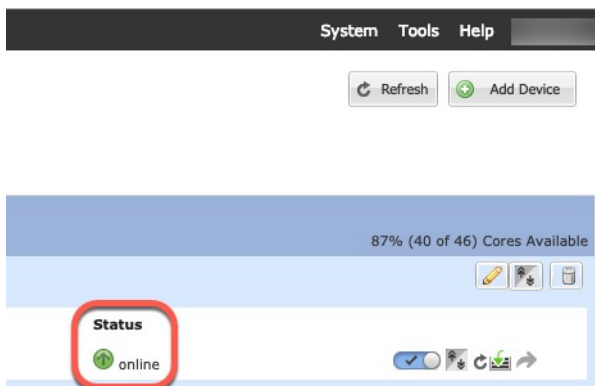 System Tools Help
Refresh Add Device
87% (40 of 46) Cores Available
Status
online